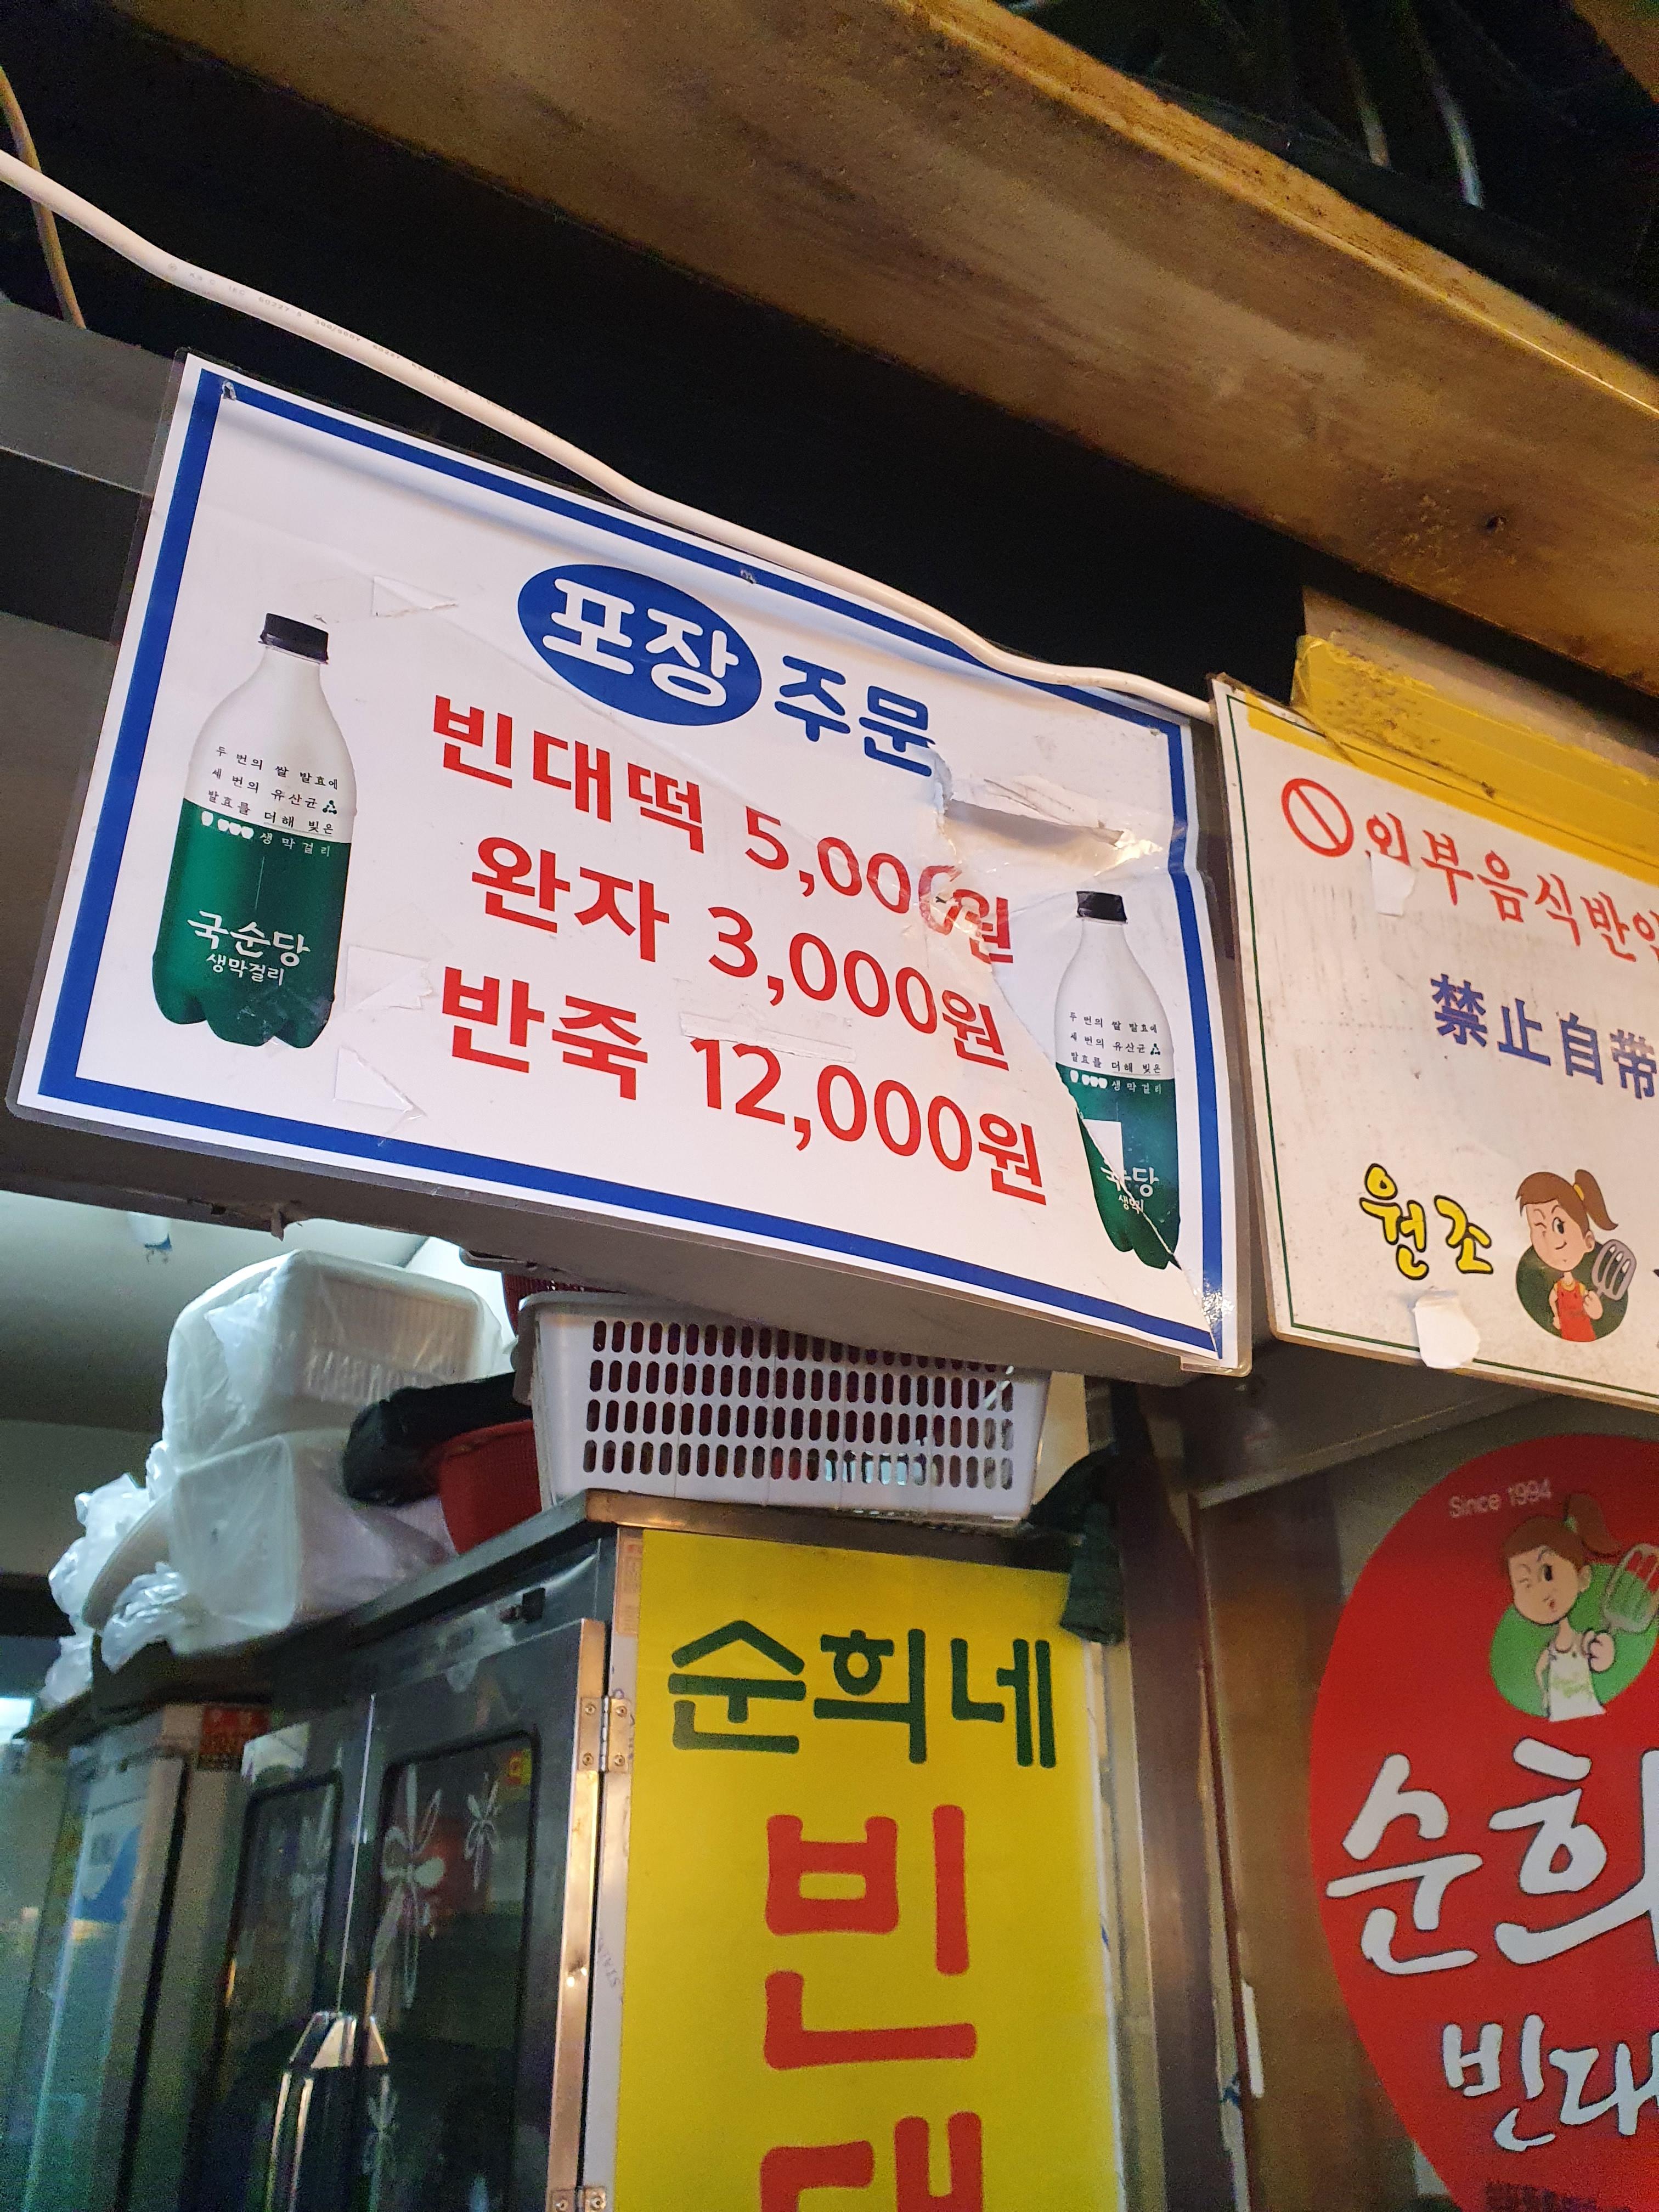 포장 주문
빈대떡 5,000원
완자 3,000원
반죽 12,000원
두 번의 쌀 발효에
세 번의 유산균
발효를 더해 빚은
생막걸리
국순당
생막걸리
두 번의 쌀 발효에
세 번의 유산균
발효를 더해 빚은
생막걸리
당
외부음식반
禁止自带
원조
순희네
빈
대
Since 1994
순희
빈대